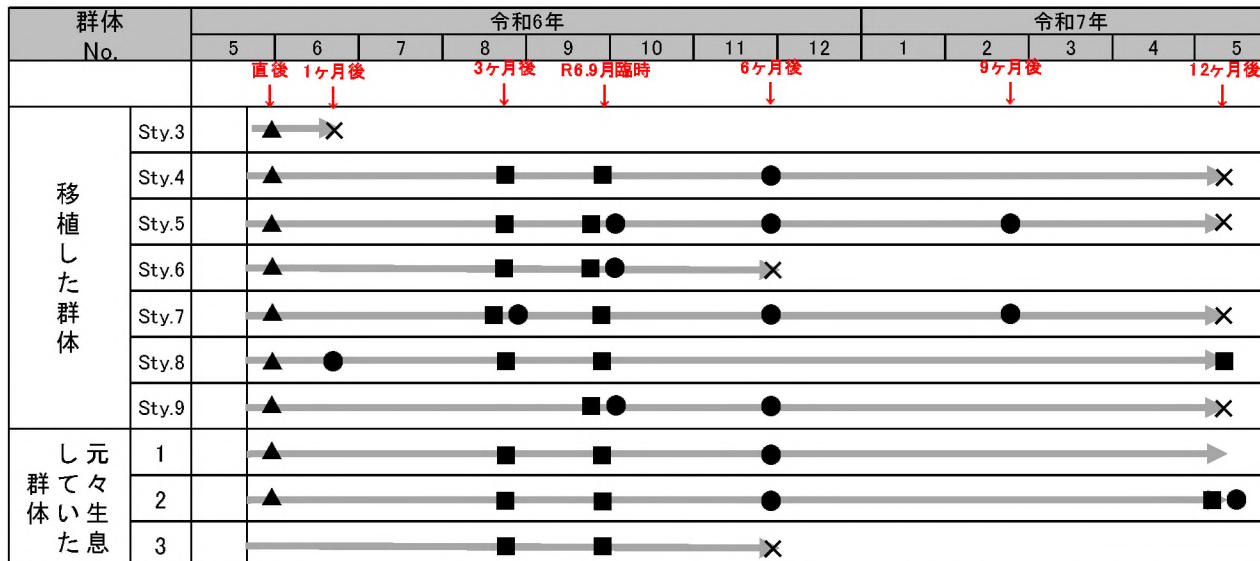 群体 令和6年 令和7年
No. 5 6 7 8 9 10 11 12 1 2 3 4 5
直後 1ヶ月後 3ヶ月後 R6.9月臨時 6ヶ月後 9ヶ月後 12ヶ月後
移植した群体
Sty.3
Sty.4
Sty.5
Sty.6
Sty.7
Sty.8
Sty.9
元々生息
していた
群体
1
2
3